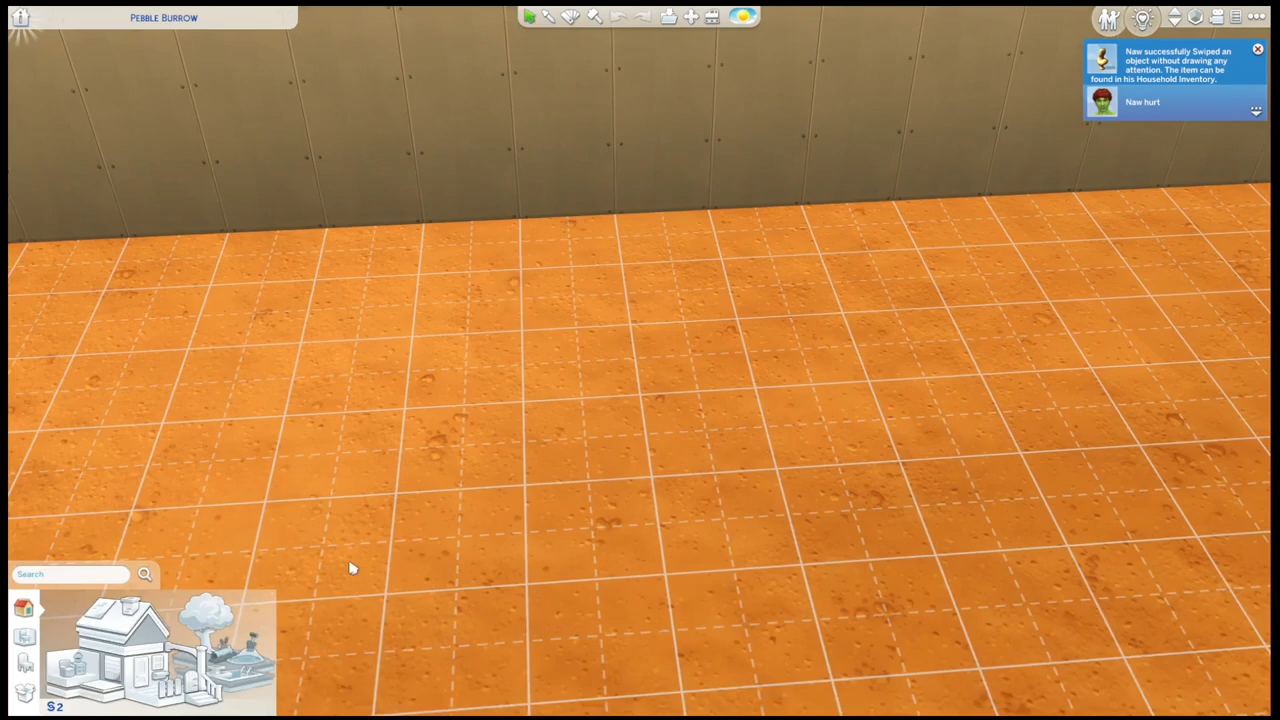 PEBBLE BURROW
Naw successfully Swiped an
object without drawing any
attention. The item can be
found in his Household Inventory.
Naw hurt
Search
§2